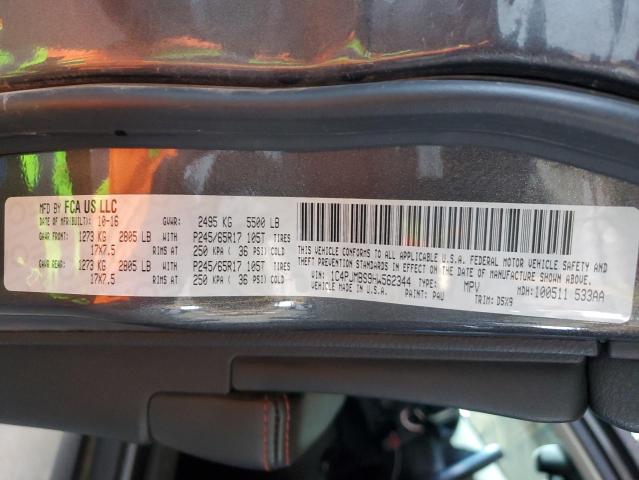 MFD BY FCA US LLC
DATE OF MFR(BUILT): 10-16 GVWR: 2495 KG 5500 LB
GAWR FRONT: 1273 KG 2805 LB WITH P245/65R17 105T TIRES
17X7.5 RIMS AT 250 KPA ( 36 PSI) COLD
GAWR REAR: 1273 KG 2805 LB WITH P245/65R17 105T TIRES
17X7.5 RIMS AT 250 KPA ( 36 PSI) COLD
THIS VEHICLE CONFORMS TO ALL APPLICABLE U.S.A. FEDERAL MOTOR VEHICLE SAFETY AND
THEFT PREVENTION STANDARDS IN EFFECT ON THE DATE OF MANUFACTURE SHOWN ABOVE.
VIN: 1C4PJMBS9HW562344 TYPE: MPV MDH: 100511 533AA
VEHICLE MADE IN U.S.A. PAINT: PAU TRIM: DSX9